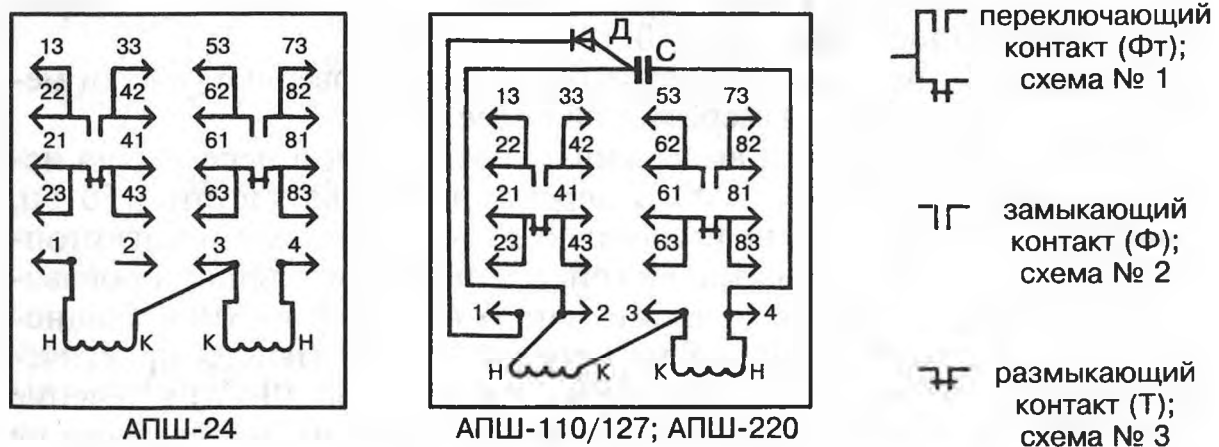 13 33 53 73
22 42 62 82
21 41 61 81
23 43 63 83
1 2 3 4
Н К К Н
АПШ-24
Д
С
13 33 53 73
22 42 62 82
21 41 61 81
23 43 63 83
1 2 3 4
Н К К Н
АПШ-110/127; АПШ-220
переключающий
контакт (Фт);
схема № 1
замыкающий
контакт (Ф);
схема № 2
размыкающий
контакт (Т);
схема № 3